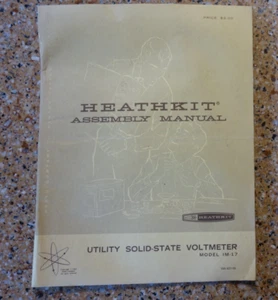 HEATHKIT®
ASSEMBLY MANUAL
HEATHKIT
UTILITY SOLID-STATE VOLTMETER
MODEL IM-17